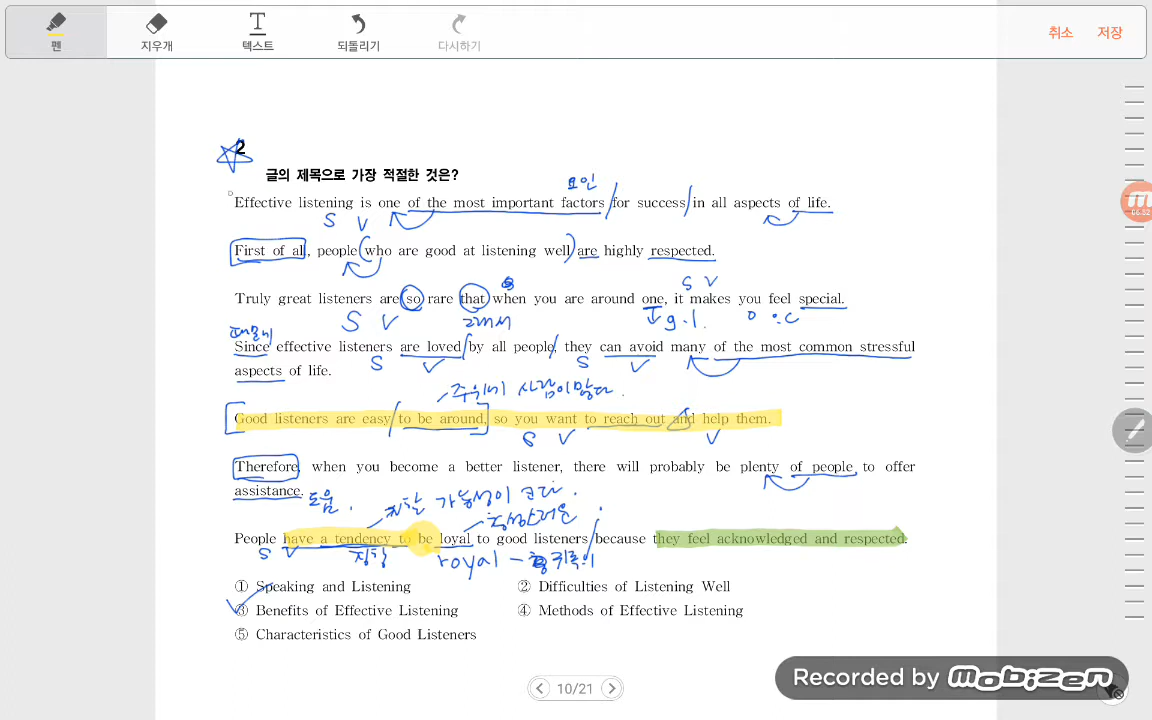 펜 지우개 텍스트 되돌리기 다시하기 취소 저장
2
글의 제목으로 가장 적절한 것은?
요인
Effective listening is one of the most important factors for success in all aspects of life.
S V
First of all, people who are good at listening well are highly respected.
S V
Truly great listeners are so rare that when you are around one, it makes you feel special.
S V 그래서 g.l. O O.C
때문에
Since effective listeners are loved by all people, they can avoid many of the most common stressful
S V S V
aspects of life.
주위에 사람이 많다.
Good listeners are easy to be around, so you want to reach out and help them.
S V V
Therefore, when you become a better listener, there will probably be plenty of people to offer
assistance.
도움.
가능성이 크다.
충성스러운
People have a tendency to be loyal to good listeners because they feel acknowledged and respected.
S V royal - 귀족의
① Speaking and Listening ② Difficulties of Listening Well
③ Benefits of Effective Listening ④ Methods of Effective Listening
⑤ Characteristics of Good Listeners
10/21
Recorded by mobizen